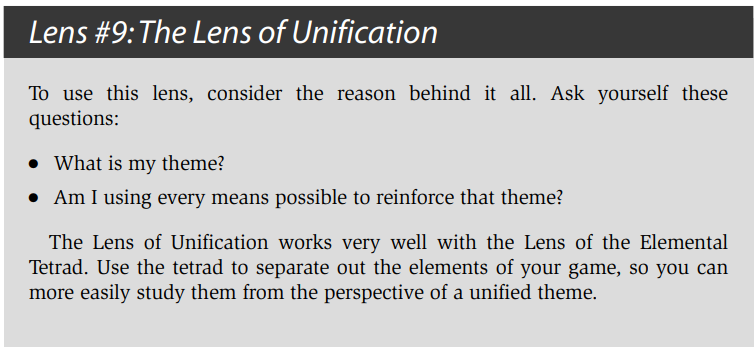 Lens #9: The Lens of Unification
To use this lens, consider the reason behind it all. Ask yourself these
questions:
● What is my theme?
● Am I using every means possible to reinforce that theme?
The Lens of Unification works very well with the Lens of the Elemental
Tetrad. Use the tetrad to separate out the elements of your game, so you can
more easily study them from the perspective of a unified theme.